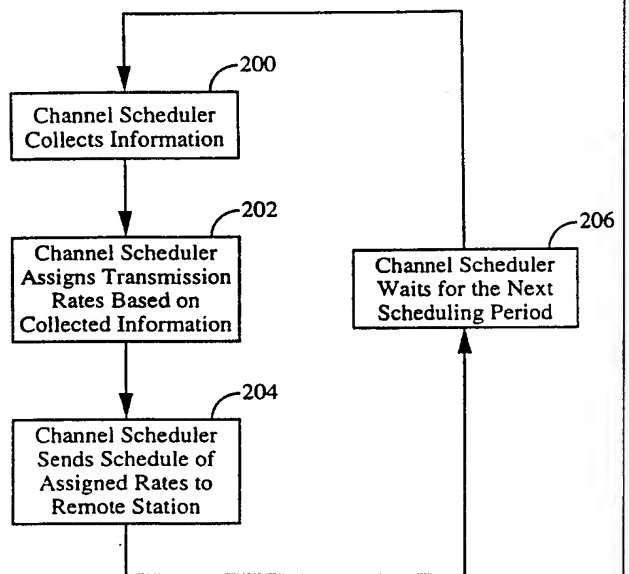 200
Channel Scheduler
Collects Information
202
Channel Scheduler
Assigns Transmission
Rates Based on
Collected Information
204
Channel Scheduler
Sends Schedule of
Assigned Rates to
Remote Station
206
Channel Scheduler
Waits for the Next
Scheduling Period